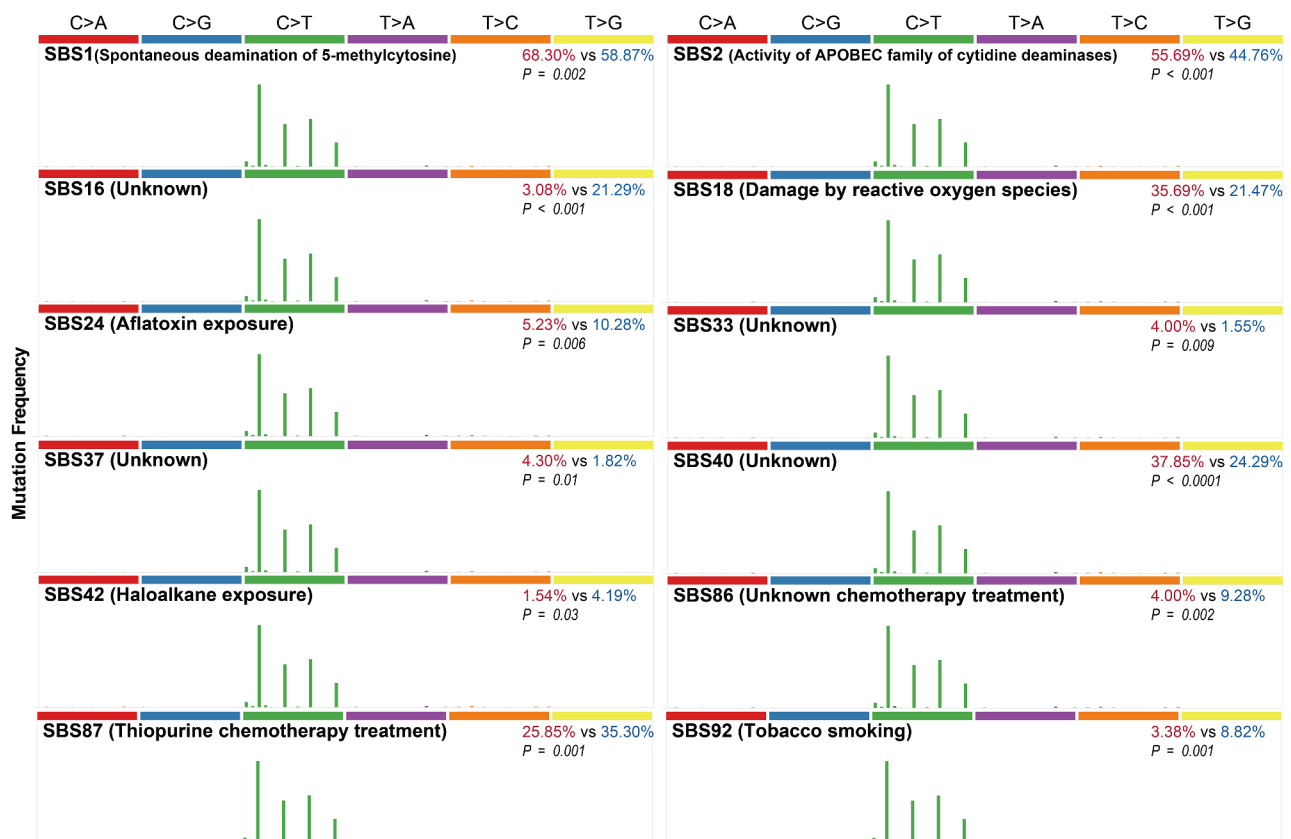 C>A C>G C>T T>A T>C T>G C>A C>G C>T T>A T>C T>G
SBS1(Spontaneous deamination of 5-methylcytosine) 68.30% vs 58.87%
P = 0.002
SBS2 (Activity of APOBEC family of cytidine deaminases) 55.69% vs 44.76%
P < 0.001
SBS16 (Unknown) 3.08% vs 21.29%
P < 0.001
SBS18 (Damage by reactive oxygen species) 35.69% vs 21.47%
P < 0.001
SBS24 (Aflatoxin exposure) 5.23% vs 10.28%
P = 0.006
SBS33 (Unknown) 4.00% vs 1.55%
P = 0.009
Mutation Frequency
SBS37 (Unknown) 4.30% vs 1.82%
P = 0.01
SBS40 (Unknown) 37.85% vs 24.29%
P < 0.0001
SBS42 (Haloalkane exposure) 1.54% vs 4.19%
P = 0.03
SBS86 (Unknown chemotherapy treatment) 4.00% vs 9.28%
P = 0.002
SBS87 (Thiopurine chemotherapy treatment) 25.85% vs 35.30%
P = 0.001
SBS92 (Tobacco smoking) 3.38% vs 8.82%
P = 0.001